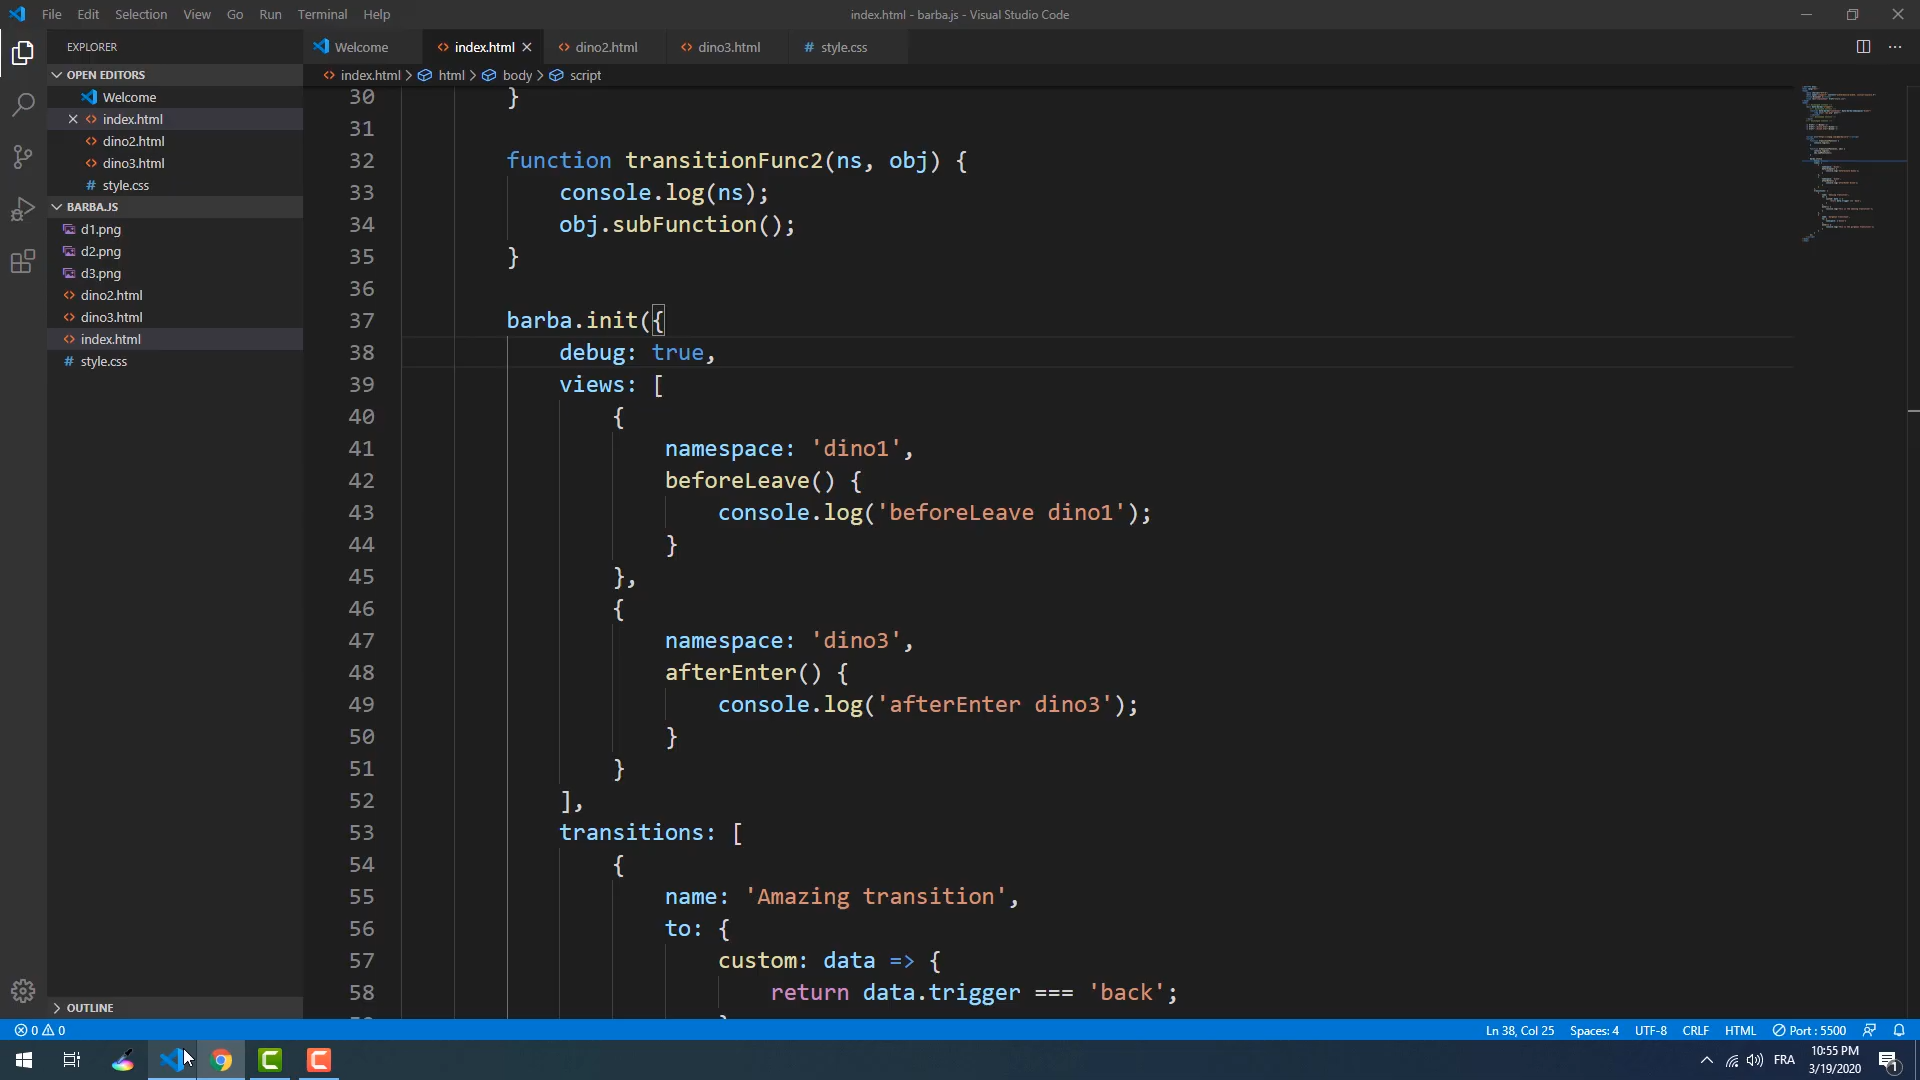 File Edit Selection View Go Run Terminal Help
index.html - barba.js - Visual Studio Code
EXPLORER
OPEN EDITORS
Welcome
index.html
dino2.html
dino3.html
# style.css
BARBA.JS
d1.png
d2.png
d3.png
dino2.html
dino3.html
index.html
# style.css
OUTLINE
Welcome index.html dino2.html dino3.html # style.css
index.html > html > body > script
30 }
31
32 function transitionFunc2(ns, obj) {
33 console.log(ns);
34 obj.subFunction();
35 }
36
37 barba.init({
38 debug: true,
39 views: [
40 {
41 namespace: 'dino1',
42 beforeLeave() {
43 console.log('beforeLeave dino1');
44 }
45 },
46 {
47 namespace: 'dino3',
48 afterEnter() {
49 console.log('afterEnter dino3');
50 }
51 }
52 ],
53 transitions: [
54 {
55 name: 'Amazing transition',
56 to: {
57 custom: data => {
58 return data.trigger === 'back';
0 0 Ln 38, Col 25 Spaces: 4 UTF-8 CRLF HTML Port : 5500
FRA
10:55 PM
3/19/2020
1